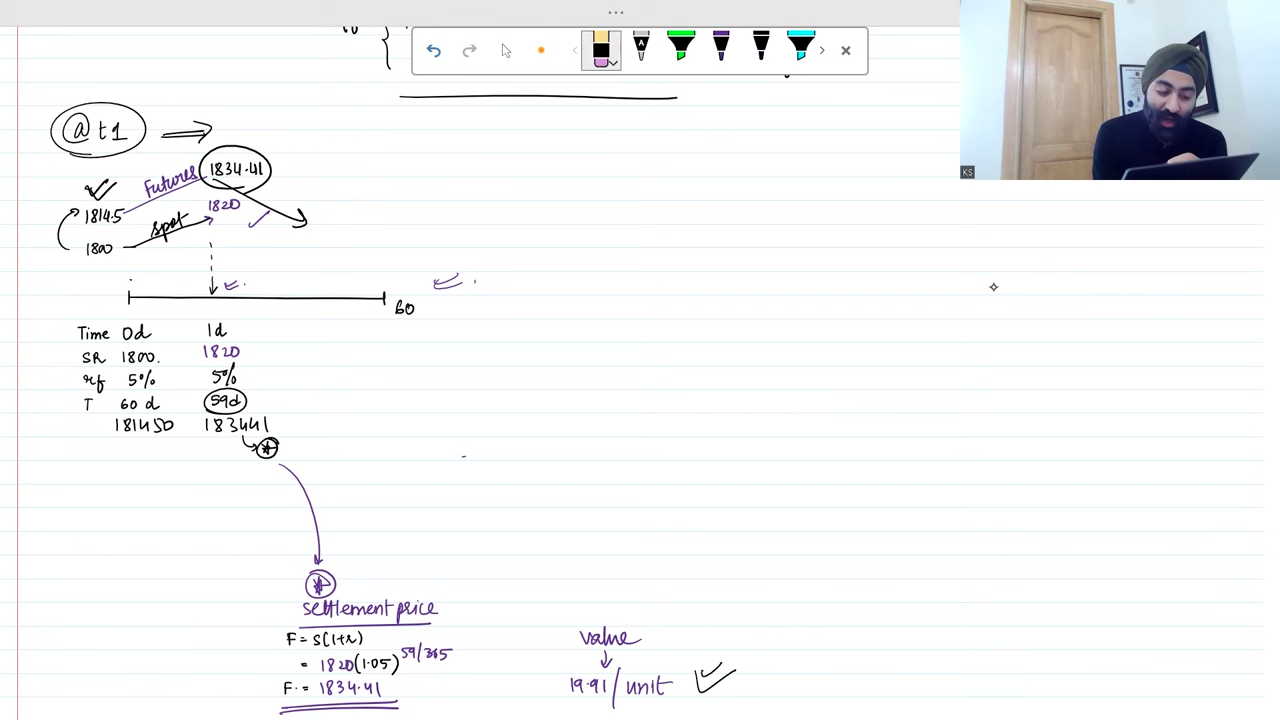 @ t1
Futures 1834.41
1814.5 1820
1800 spot
60
Time 0d 1d
SR 1800. 1820
rf 5% 5%
T 60 d 59d
181450 183441
*
*
settlement price
F = S(1+r)
= 1820(1.05)^59/365
F. = 1834.41
value
19.91/unit
KS